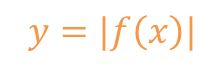 y = |f(x)|